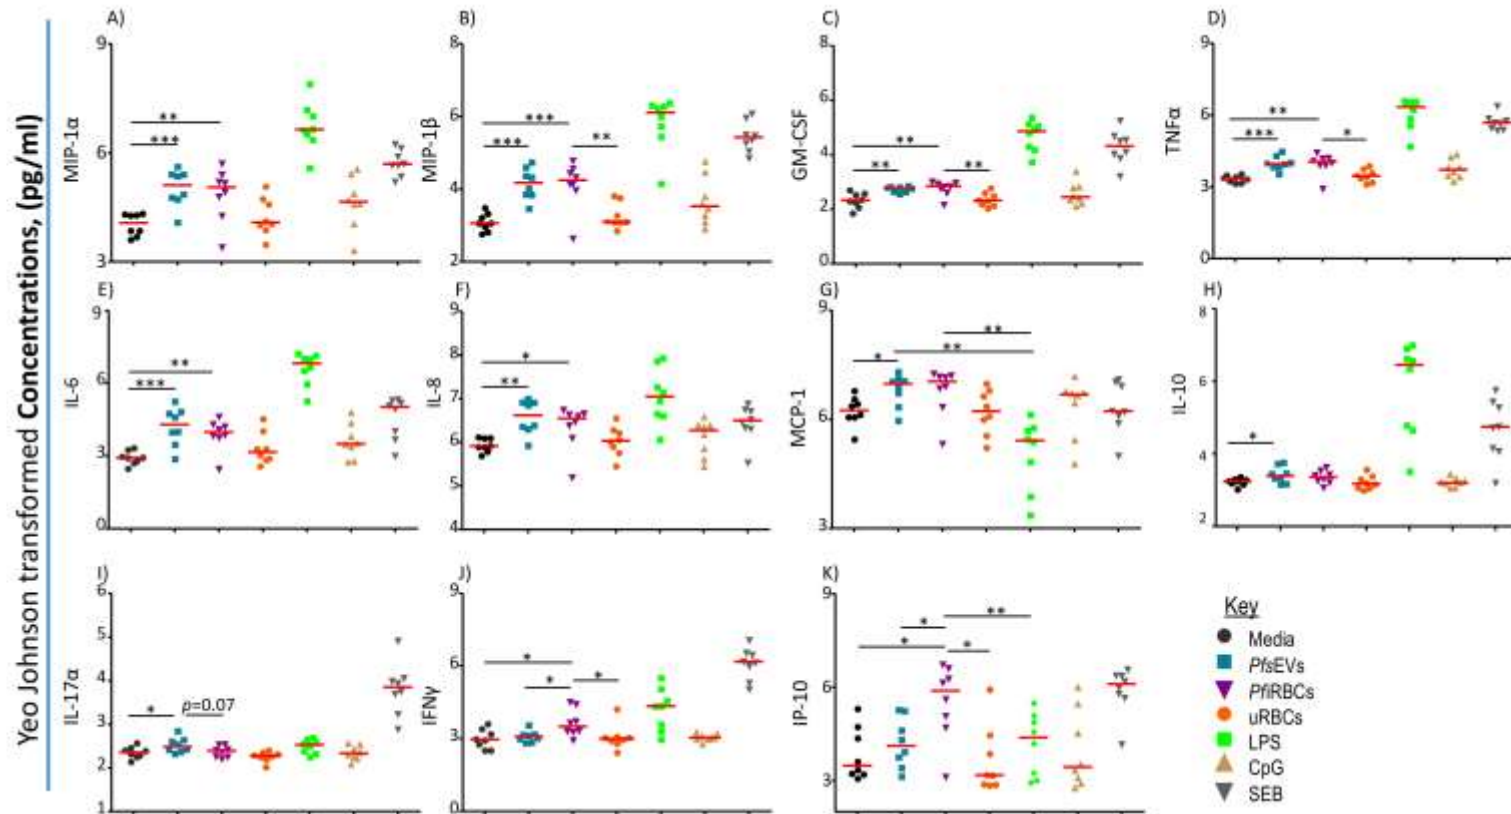 Yeo Johnson transformed Concentrations, (pg/ml)
A)
MIP-1α
9
6
3
**
***
B)
MIP-1β
8
6
4
2
***
***
**
C)
GM-CSF
8
6
4
2
0
**
**
**
D)
TNFα
9
6
3
0
**
***
*
E)
IL-6
9
6
3
0
**
***
F)
IL-8
9
8
7
6
5
4
*
**
G)
MCP-1
9
6
3
**
**
*
H)
IL-10
8
6
4
2
*
I)
IL-17α
6
5
4
3
2
1
*
p=0.07
J)
IFNγ
9
6
3
0
*
*
*
K)
IP-10
9
6
3
**
*
*
*
Key
Media
PfsEVs
PfiRBCs
uRBCs
LPS
CpG
SEB